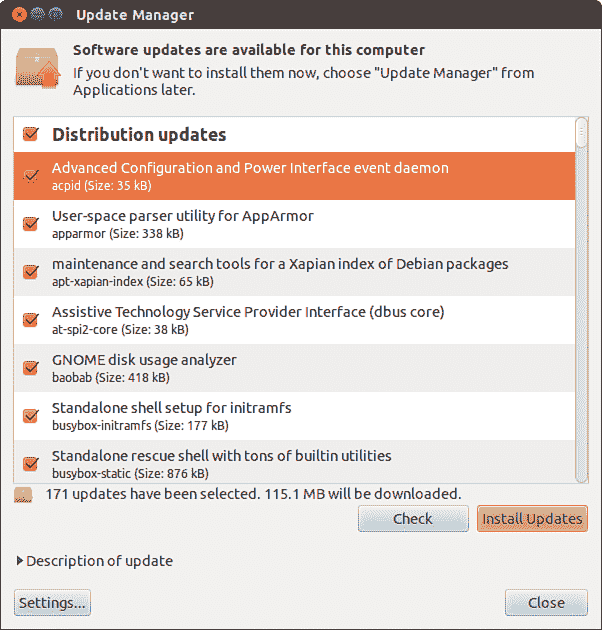 Update Manager
Software updates are available for this computer
If you don't want to install them now, choose "Update Manager" from
Applications later.
Distribution updates
Advanced Configuration and Power Interface event daemon
acpid (Size: 35 kB)
User-space parser utility for AppArmor
apparmor (Size: 338 kB)
maintenance and search tools for a Xapian index of Debian packages
apt-xapian-index (Size: 65 kB)
Assistive Technology Service Provider Interface (dbus core)
at-spi2-core (Size: 38 kB)
GNOME disk usage analyzer
baobab (Size: 418 kB)
Standalone shell setup for initramfs
busybox-initramfs (Size: 177 kB)
Standalone rescue shell with tons of builtin utilities
busybox-static (Size: 876 kB)
171 updates have been selected. 115.1 MB will be downloaded.
Check
Install Updates
Description of update
Settings...
Close